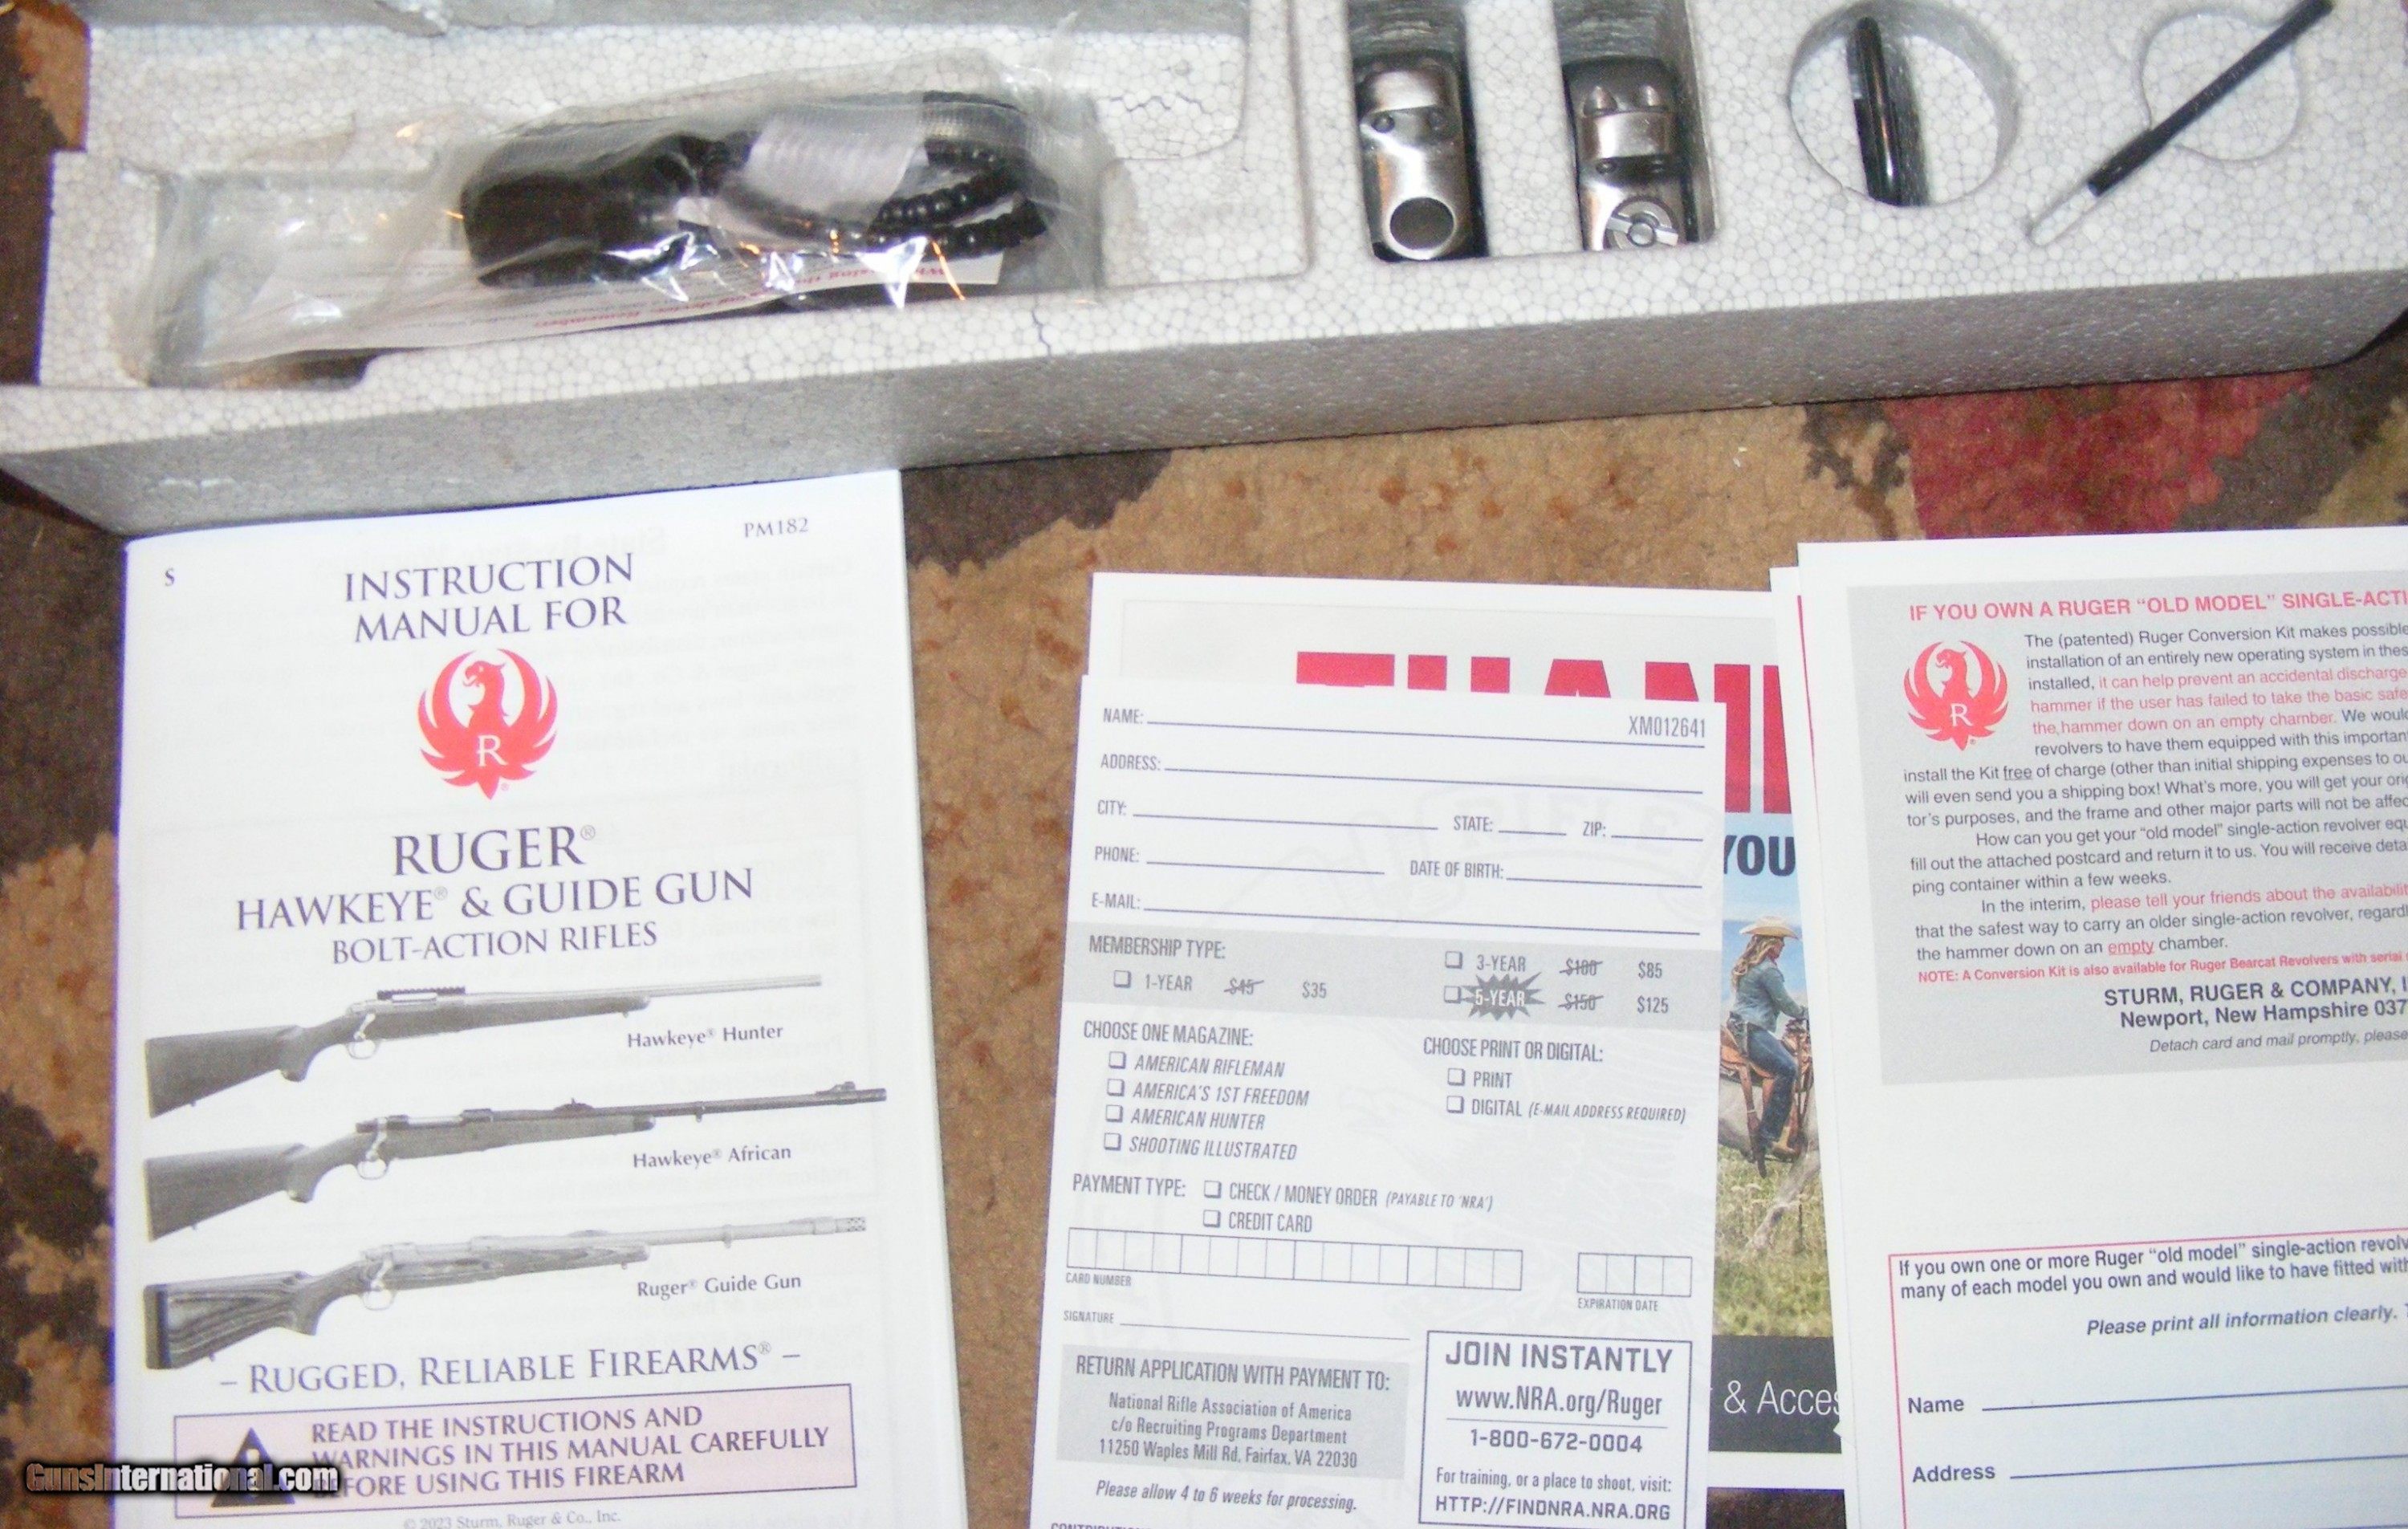 S
PM182
INSTRUCTION
MANUAL FOR
R
RUGER®
HAWKEYE® & GUIDE GUN
BOLT-ACTION RIFLES
Hawkeye® Hunter
Hawkeye® African
Ruger® Guide Gun
– RUGGED, RELIABLE FIREARMS® –
READ THE INSTRUCTIONS AND
WARNINGS IN THIS MANUAL CAREFULLY
BEFORE USING THIS FIREARM
© 2023 Sturm, Ruger & Co., Inc.
GunsInternational.com
NAME:
XM012641
ADDRESS:
CITY: STATE: ZIP:
PHONE: DATE OF BIRTH:
E-MAIL:
MEMBERSHIP TYPE:
1-YEAR $45 $35
3-YEAR $100 $85
5-YEAR $150 $125
CHOOSE ONE MAGAZINE:
AMERICAN RIFLEMAN
AMERICA'S 1ST FREEDOM
AMERICAN HUNTER
SHOOTING ILLUSTRATED
CHOOSE PRINT OR DIGITAL:
PRINT
DIGITAL (E-MAIL ADDRESS REQUIRED)
PAYMENT TYPE: CHECK / MONEY ORDER (PAYABLE TO 'NRA')
CREDIT CARD
CARD NUMBER
EXPIRATION DATE
SIGNATURE
RETURN APPLICATION WITH PAYMENT TO:
National Rifle Association of America
c/o Recruiting Programs Department
11250 Waples Mill Rd, Fairfax, VA 22030
Please allow 4 to 6 weeks for processing.
JOIN INSTANTLY
www.NRA.org/Ruger
1-800-672-0004
For training, or a place to shoot, visit:
HTTP://FINDNRA.NRA.ORG
YOU
& Acces
IF YOU OWN A RUGER "OLD MODEL" SINGLE-ACTI
The (patented) Ruger Conversion Kit makes possible
installation of an entirely new operating system in thes
installed, it can help prevent an accidental discharge
hammer if the user has failed to take the basic safe
the hammer down on an empty chamber. We would
revolvers to have them equipped with this importan
install the Kit free of charge (other than initial shipping expenses to ou
will even send you a shipping box! What's more, you will get your orig
tor's purposes, and the frame and other major parts will not be affec
How can you get your "old model" single-action revolver equ
fill out the attached postcard and return it to us. You will receive deta
ping container within a few weeks.
In the interim, please tell your friends about the availabilit
that the safest way to carry an older single-action revolver, regardl
the hammer down on an empty chamber.
NOTE: A Conversion Kit is also available for Ruger Bearcat Revolvers with serial
STURM, RUGER & COMPANY, I
Newport, New Hampshire 037
Detach card and mail promptly, please
If you own one or more Ruger "old model" single-action revolv
many of each model you own and would like to have fitted with
Please print all information clearly.
Name
Address